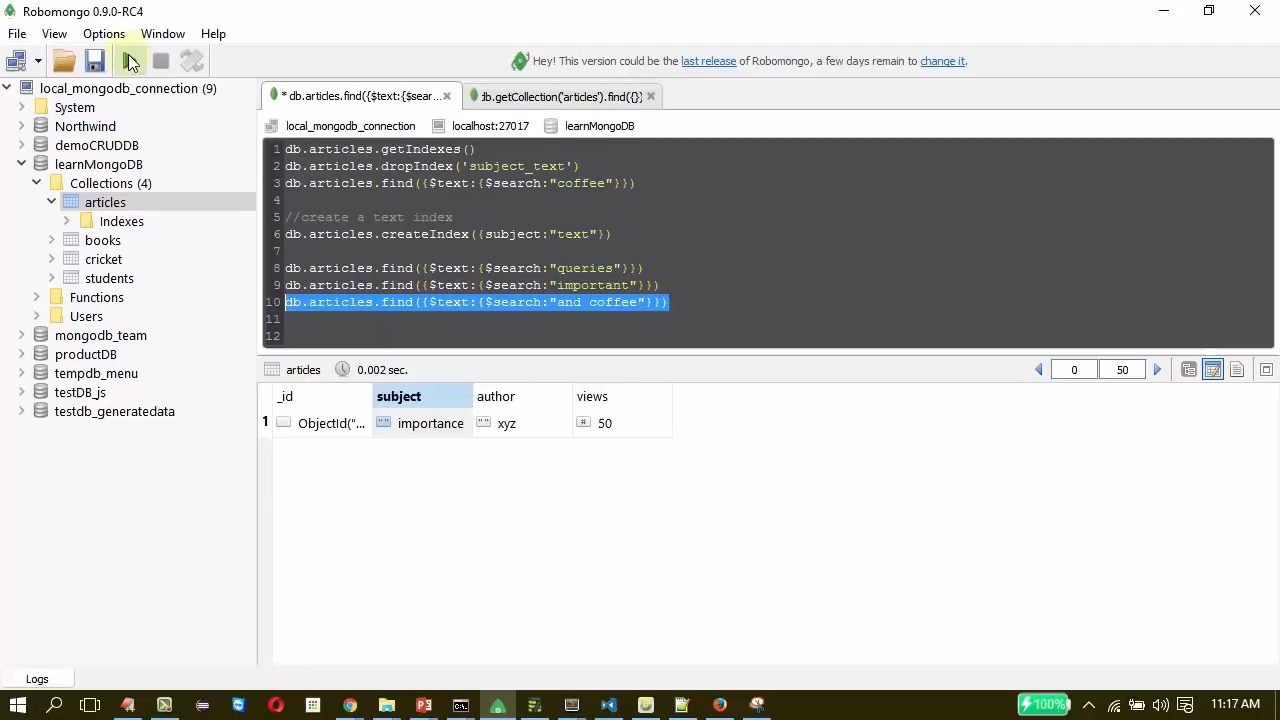 Robomongo 0.9.0-RC4
File View Options Window Help
Hey! This version could be the last release of Robomongo, a few days remain to change it.
local_mongodb_connection (9)
System
Northwind
demoCRUDDB
learnMongoDB
Collections (4)
articles
Indexes
books
cricket
students
Functions
Users
mongodb_team
productDB
tempdb_menu
testDB_js
testdb_generatedata
* db.articles.find({$text:{$sear...
db.getCollection('articles').find({})
local_mongodb_connection localhost:27017 learnMongoDB
1 db.articles.getIndexes()
2 db.articles.dropIndex('subject_text')
3 db.articles.find({$text:{$search:"coffee"}})
4
5 //create a text index
6 db.articles.createIndex({subject:"text"})
7
8 db.articles.find({$text:{$search:"queries"}})
9 db.articles.find({$text:{$search:"important"}})
10 db.articles.find({$text:{$search:"and coffee"}})
11
12
articles 0.002 sec. 0 50
_id subject author views
1 ObjectId("... importance xyz 50
Logs
100% 11:17 AM